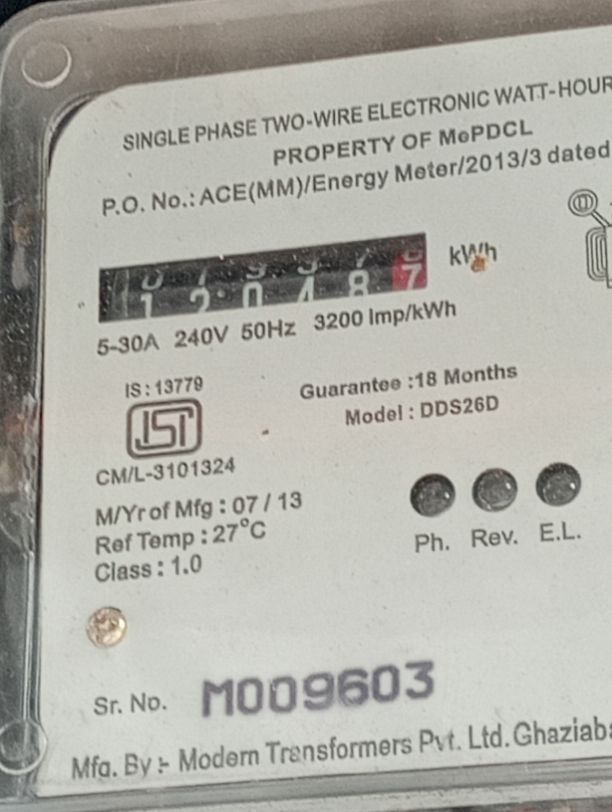 SINGLE PHASE TWO-WIRE ELECTRONIC WATT-HOUR
PROPERTY OF MePDCL
P.O. No.: ACE(MM)/Energy Meter/2013/3 dated
kWh
5-30A 240V 50Hz 3200 Imp/kWh
IS : 13779
Guarantee :18 Months
ISI
Model : DDS26D
CM/L-3101324
M/Yr of Mfg : 07 / 13
Ref Temp : 27°C
Class : 1.0
Ph. Rev. E.L.
Sr. No. M009603
Mfg. By :- Modern Transformers Pvt. Ltd.